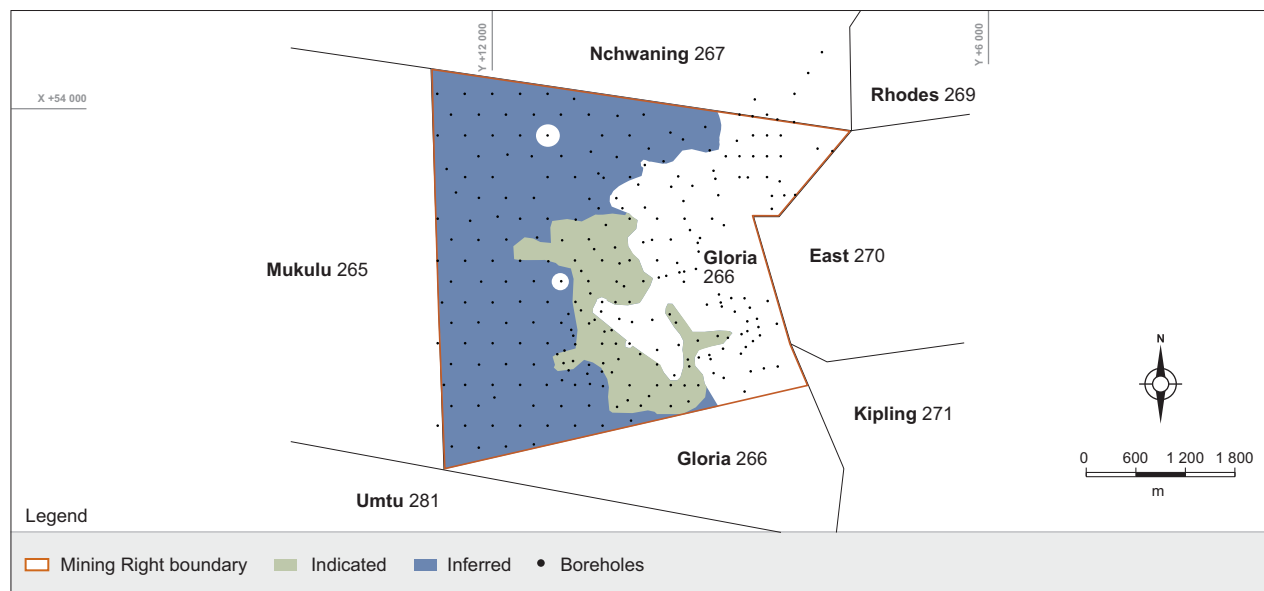 Y +12 000
Y +6 000
Nchwaning 267
X +54 000
Rhodes 269
Mukulu 265
Gloria
266
East 270
N
Kipling 271
Gloria 266
0 600 1 200 1 800
m
Umtu 281
Legend
Mining Right boundary Indicated Inferred Boreholes